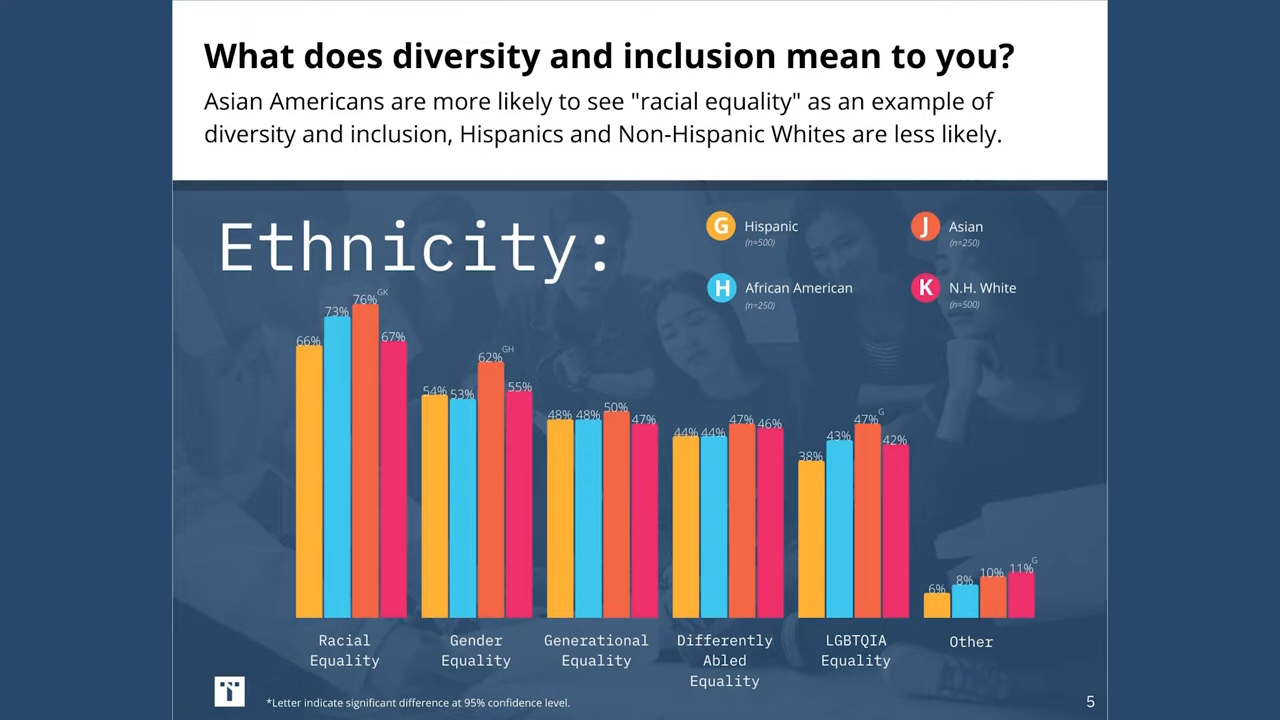 What does diversity and inclusion mean to you?
Asian Americans are more likely to see "racial equality" as an example of
diversity and inclusion, Hispanics and Non-Hispanic Whites are less likely.
Ethnicity:
G Hispanic
(n=500)
J Asian
(n=250)
H African American
(n=250)
K N.H. White
(n=500)
66% 73% 76% GK 67%
54% 53% 62% GH 55%
48% 48% 50% 47%
44% 44% 47% 46%
38% 43% 47% G 42%
6% 8% 10% 11% G
Racial
Equality
Gender
Equality
Generational
Equality
Differently
Abled
Equality
LGBTQIA
Equality
Other
T
*Letter indicate significant difference at 95% confidence level.
5